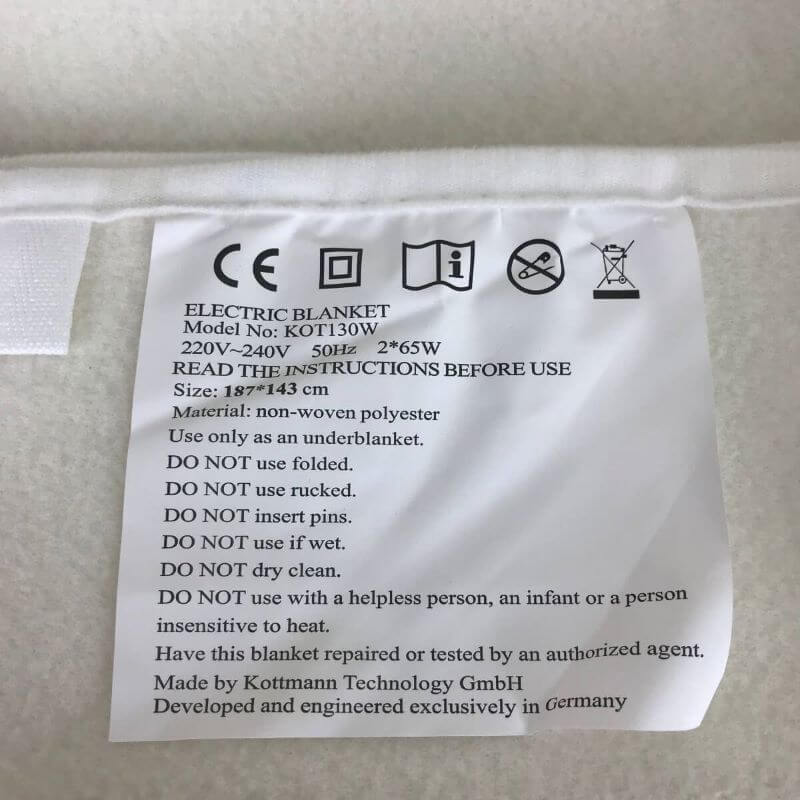 CE
ELECTRIC BLANKET
Model No: KOT130W
220V~240V 50Hz 2*65W
READ THE INSTRUCTIONS BEFORE USE
Size: 187*143 cm
Material: non-woven polyester
Use only as an underblanket.
DO NOT use folded.
DO NOT use rucked.
DO NOT insert pins.
DO NOT use if wet.
DO NOT dry clean.
DO NOT use with a helpless person, an infant or a person
insensitive to heat.
Have this blanket repaired or tested by an authorized agent.
Made by Kottmann Technology GmbH
Developed and engineered exclusively in Germany